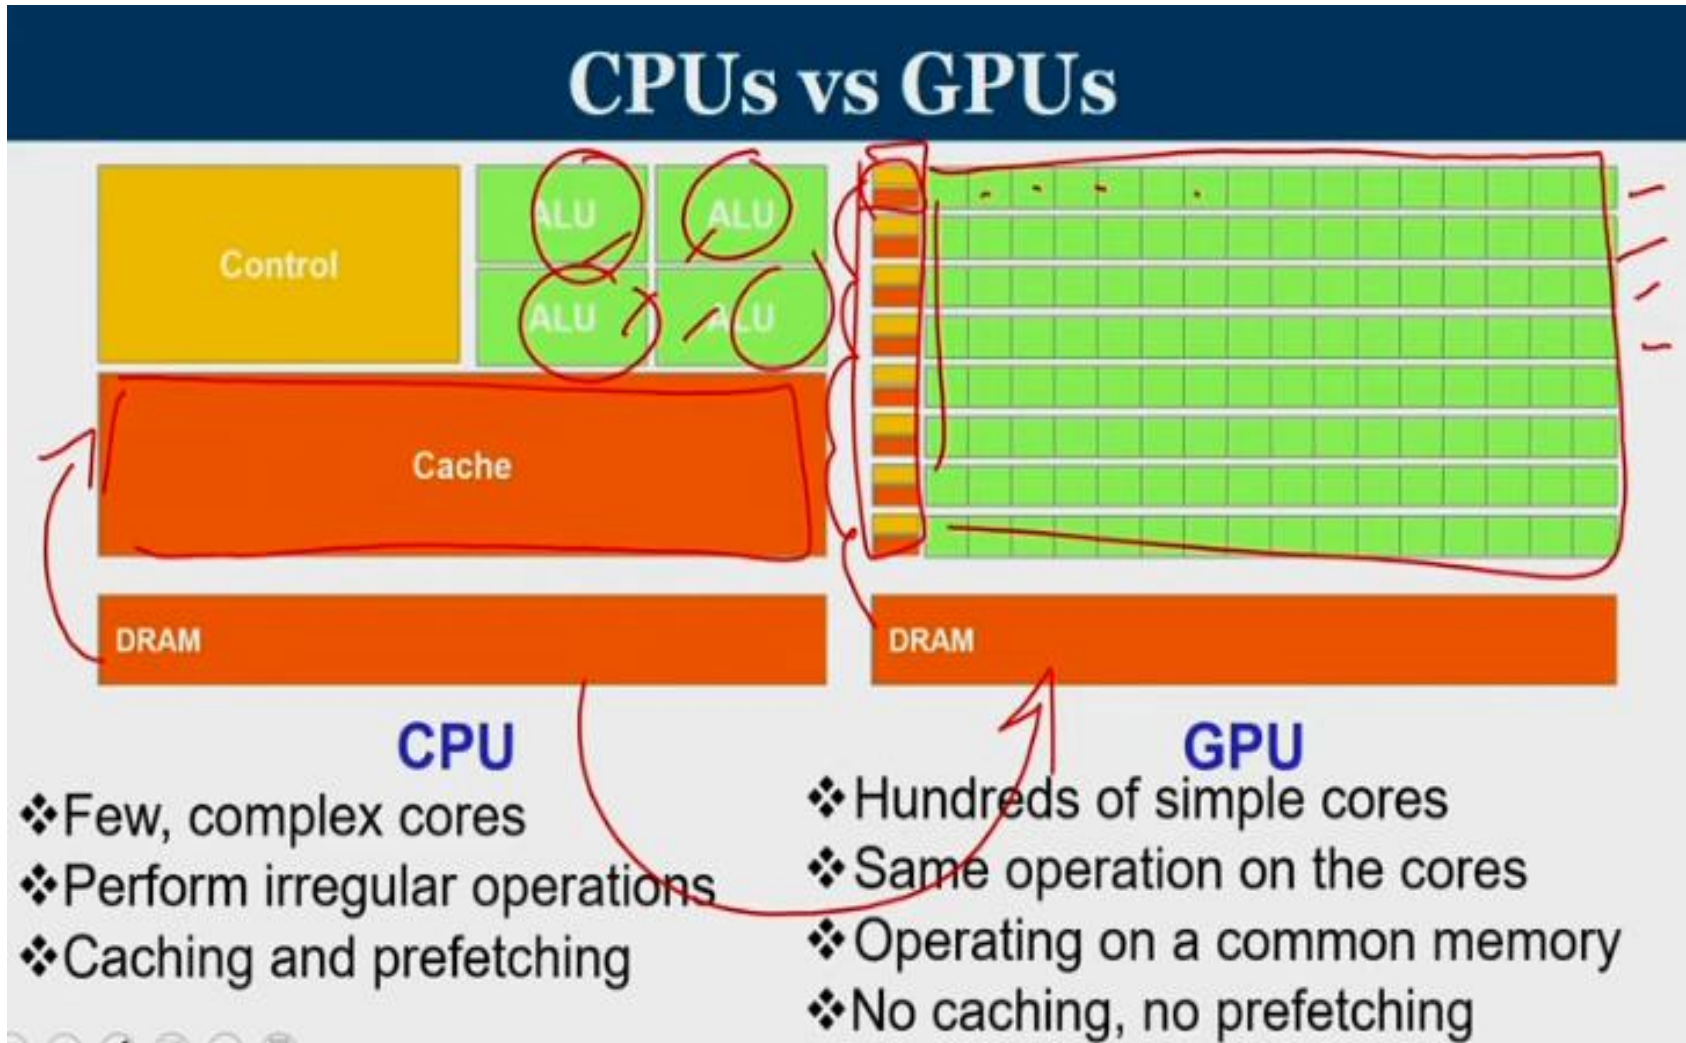 CPUs vs GPUs
Control
ALU
ALU
ALU
ALU
Cache
DRAM
DRAM
CPU
❖Few, complex cores
❖Perform irregular operations
❖Caching and prefetching
GPU
❖Hundreds of simple cores
❖Same operation on the cores
❖Operating on a common memory
❖No caching, no prefetching